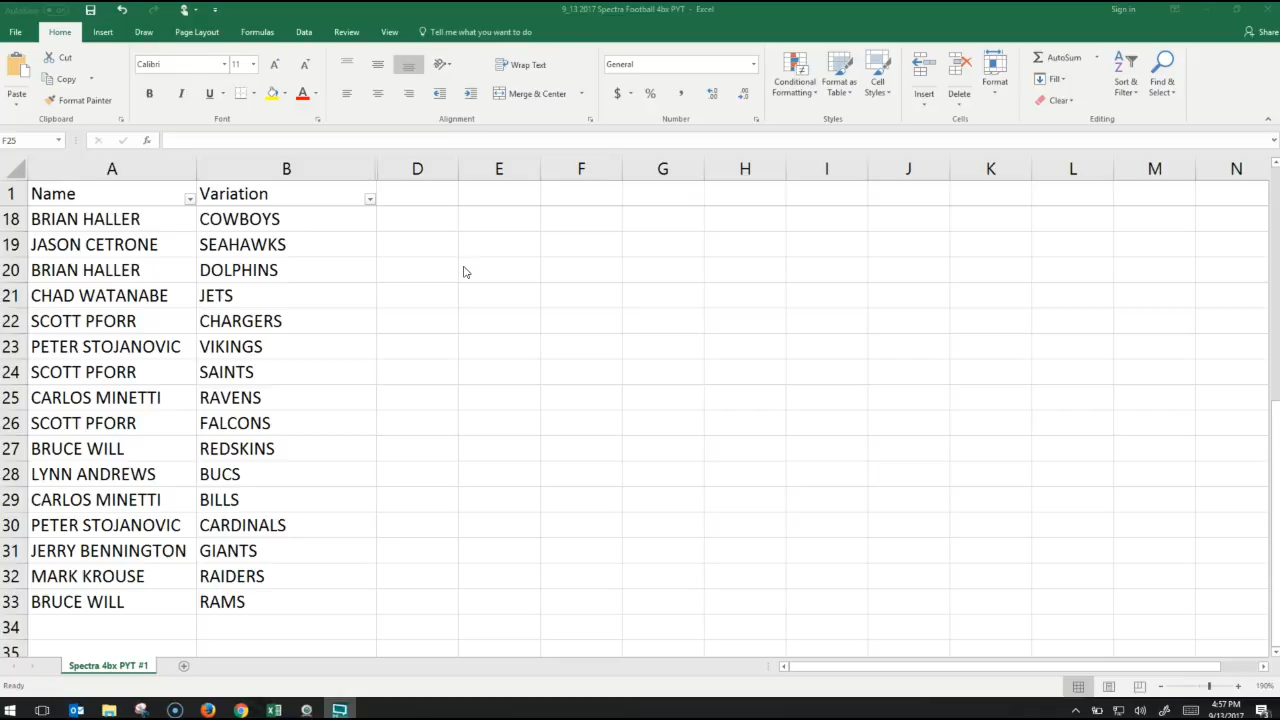 AutoSave Off
9_13 2017 Spectra Football 4bx PYT - Excel
Sign in
File Home Insert Draw Page Layout Formulas Data Review View Tell me what you want to do Share
Paste Cut Copy Format Painter Clipboard
Calibri 11 B I U A A A Font
Wrap Text Merge & Center Alignment
General $ % , Number
Conditional Formatting Format as Table Cell Styles Styles
Insert Delete Format Cells
AutoSum Fill Clear Sort & Filter Find & Select Editing
F25 fx
A B D E F G H I J K L M N
1 Name Variation
18 BRIAN HALLER COWBOYS
19 JASON CETRONE SEAHAWKS
20 BRIAN HALLER DOLPHINS
21 CHAD WATANABE JETS
22 SCOTT PFORR CHARGERS
23 PETER STOJANOVIC VIKINGS
24 SCOTT PFORR SAINTS
25 CARLOS MINETTI RAVENS
26 SCOTT PFORR FALCONS
27 BRUCE WILL REDSKINS
28 LYNN ANDREWS BUCS
29 CARLOS MINETTI BILLS
30 PETER STOJANOVIC CARDINALS
31 JERRY BENNINGTON GIANTS
32 MARK KROUSE RAIDERS
33 BRUCE WILL RAMS
34
35
Spectra 4bx PYT #1
Ready 190%
4:57 PM
9/13/2017